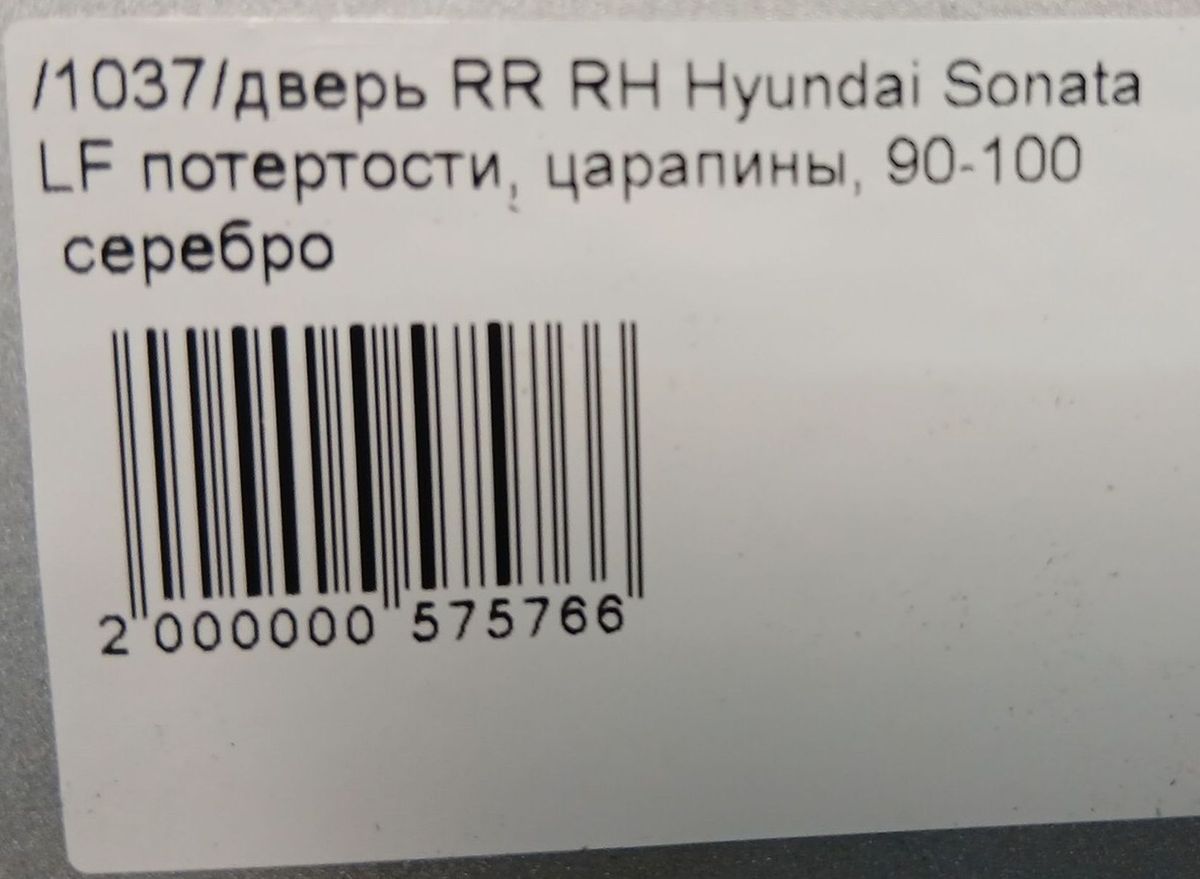 /1037/дверь RR RH Hyundai Sonata
LF потертости, царапины, 90-100
серебро
2 000000 575766